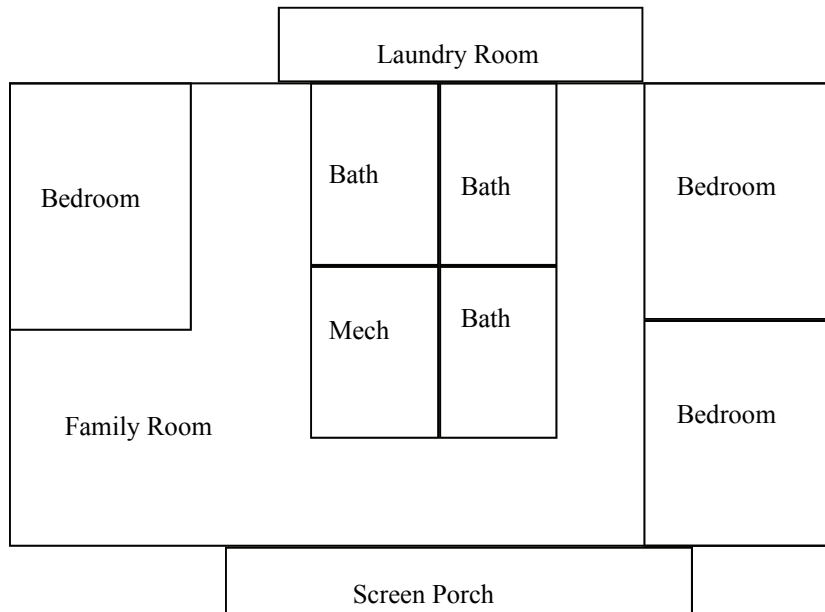 Laundry Room
Bath
Bath
Bedroom
Bedroom
Mech
Bath
Family Room
Bedroom
Screen Porch